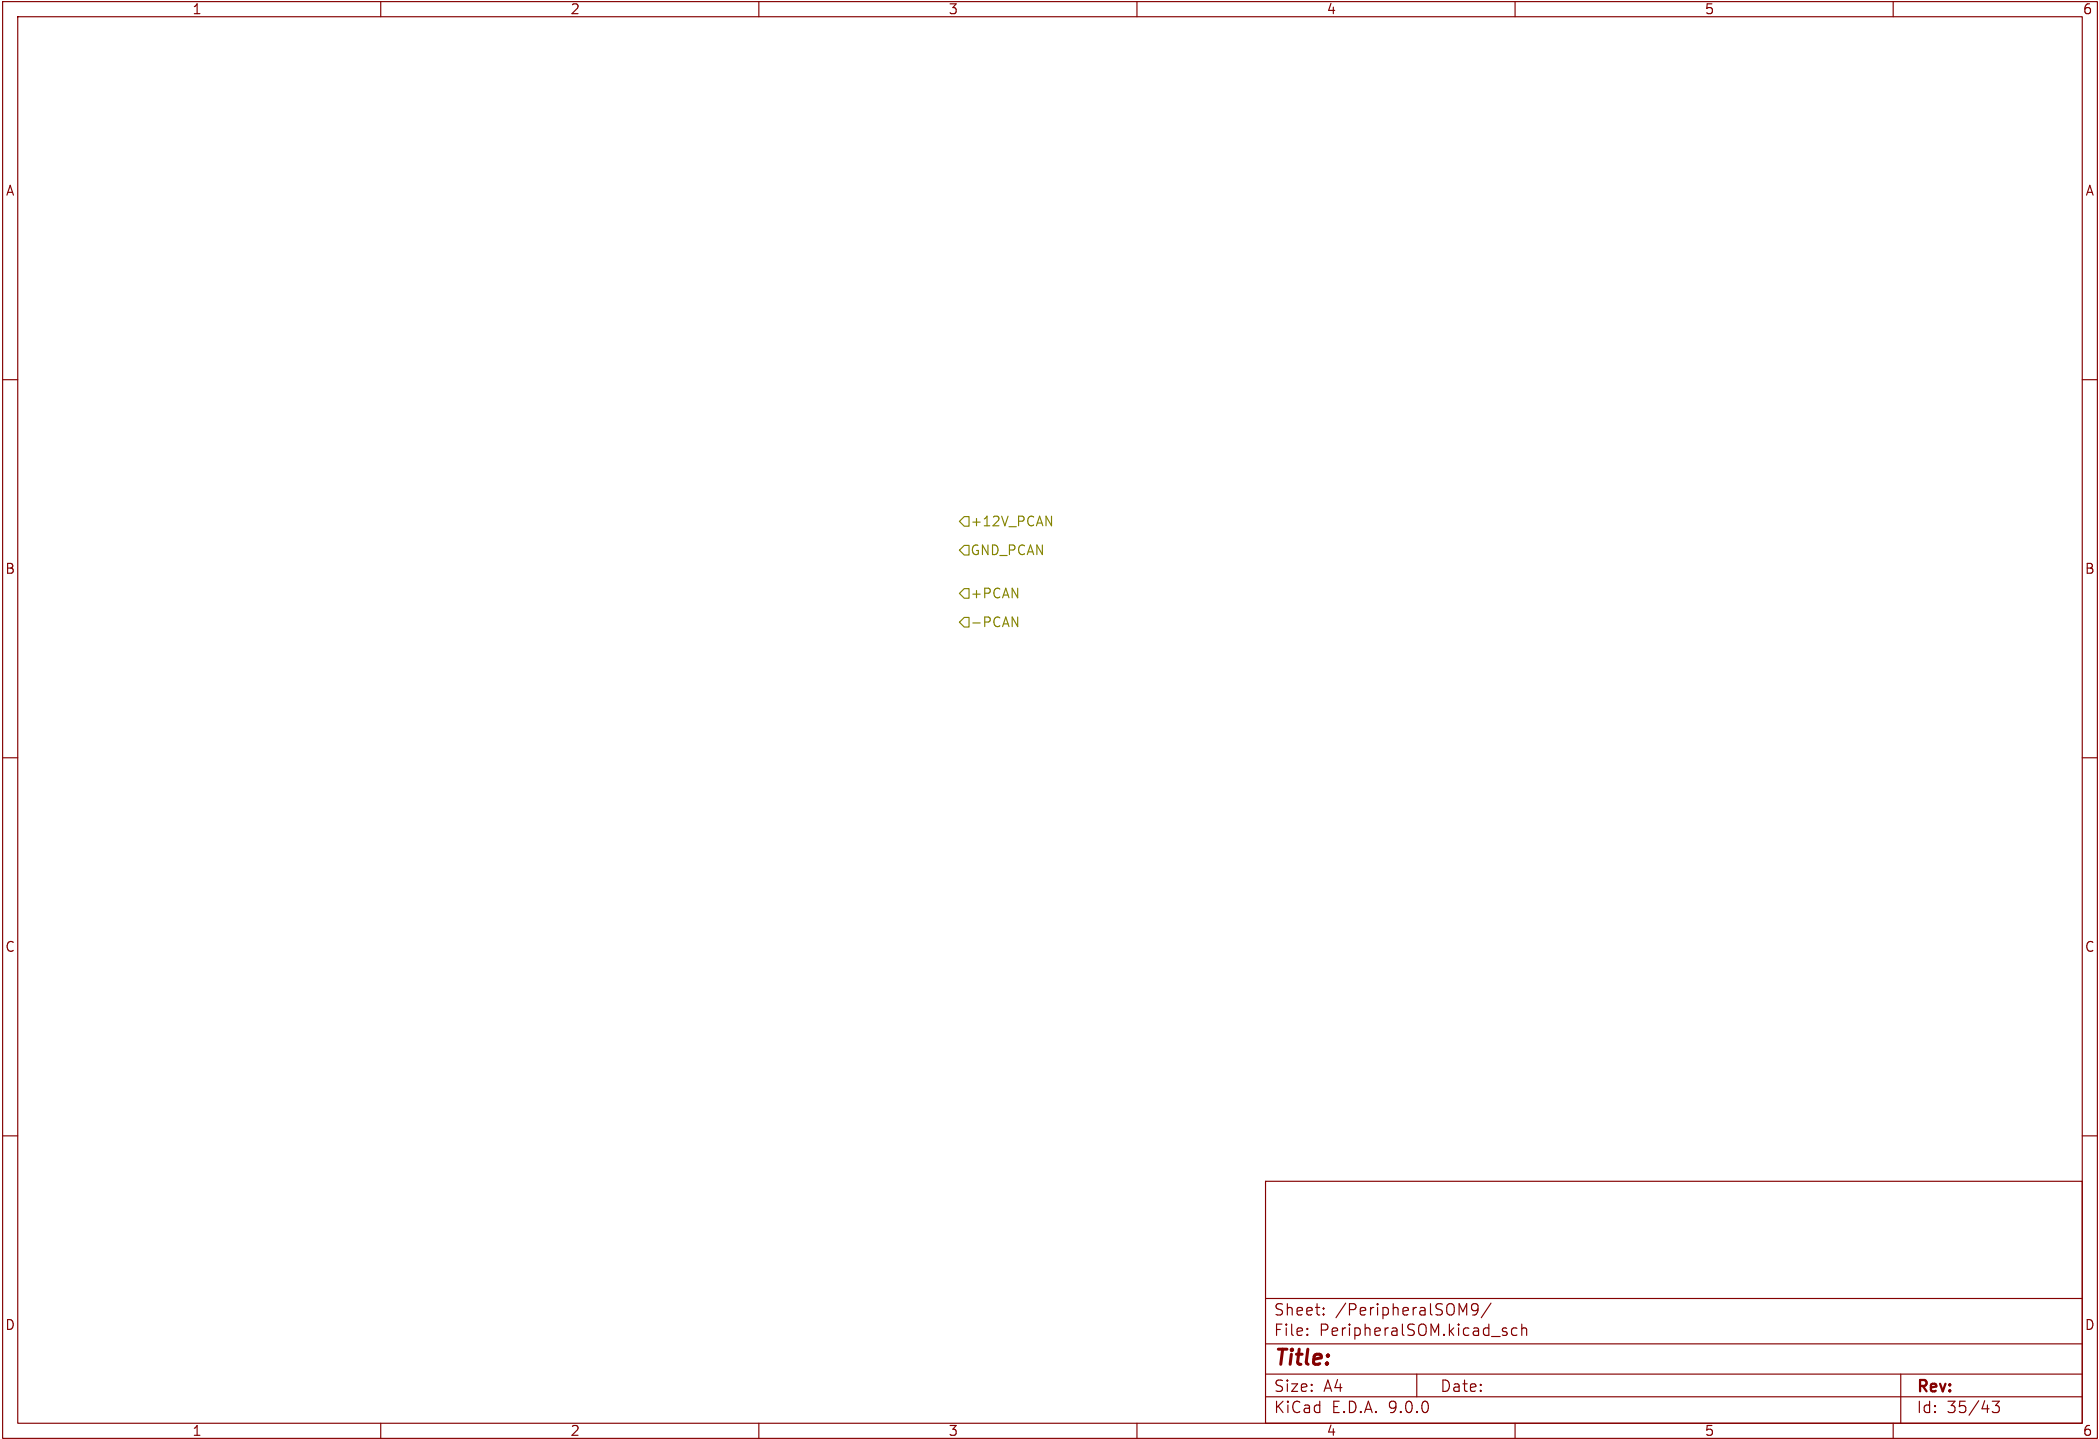 1 2 3 4 5 6
A A
+12V_PCAN
GND_PCAN
B B
+PCAN
-PCAN
C C
Sheet: /PeripheralSOM9/
D D
File: PeripheralSOM.kicad_sch
Title:
Size: A4 Date: Rev:
KiCad E.D.A. 9.0.0 Id: 35/43
1 2 3 4 5 6